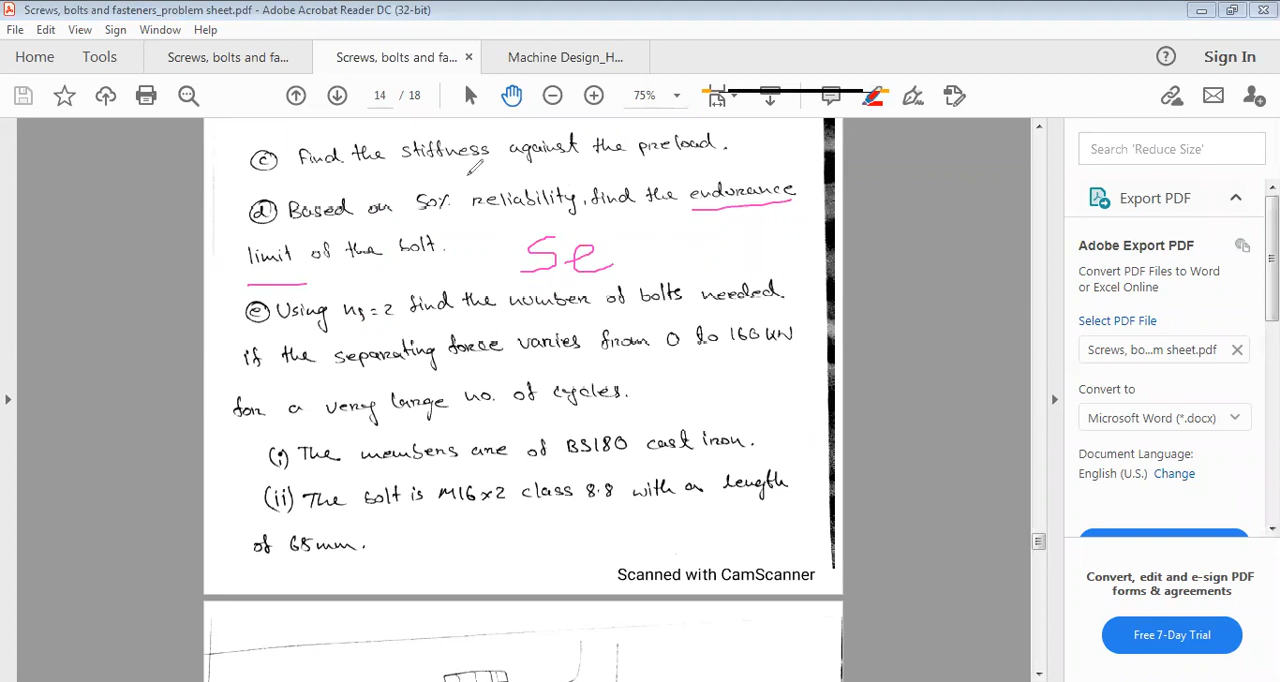 Screws, bolts and fasteners_problem sheet.pdf - Adobe Acrobat Reader DC (32-bit)
File Edit View Sign Window Help
Home Tools Screws, bolts and fa... Screws, bolts and fa... × Machine Design_H... Sign In
14 / 18 75%
Ⓒ Find the stiffness against the preload.
ⓓ Based on 50% reliability, find the endurance
limit of the bolt.
Se
ⓔ Using ns = 2 find the number of bolts needed
if the separating force varies from 0 to 160 kN
for a very large no. of cycles.
(i) The members are of BS180 cast iron.
(ii) The bolt is M16×2 class 8.8 with a length
of 65mm.
Scanned with CamScanner
Search 'Reduce Size'
Export PDF
Adobe Export PDF
Convert PDF Files to Word
or Excel Online
Select PDF File
Screws, bo...m sheet.pdf ×
Convert to
Microsoft Word (*.docx)
Document Language:
English (U.S.) Change
Convert, edit and e-sign PDF
forms & agreements
Free 7-Day Trial